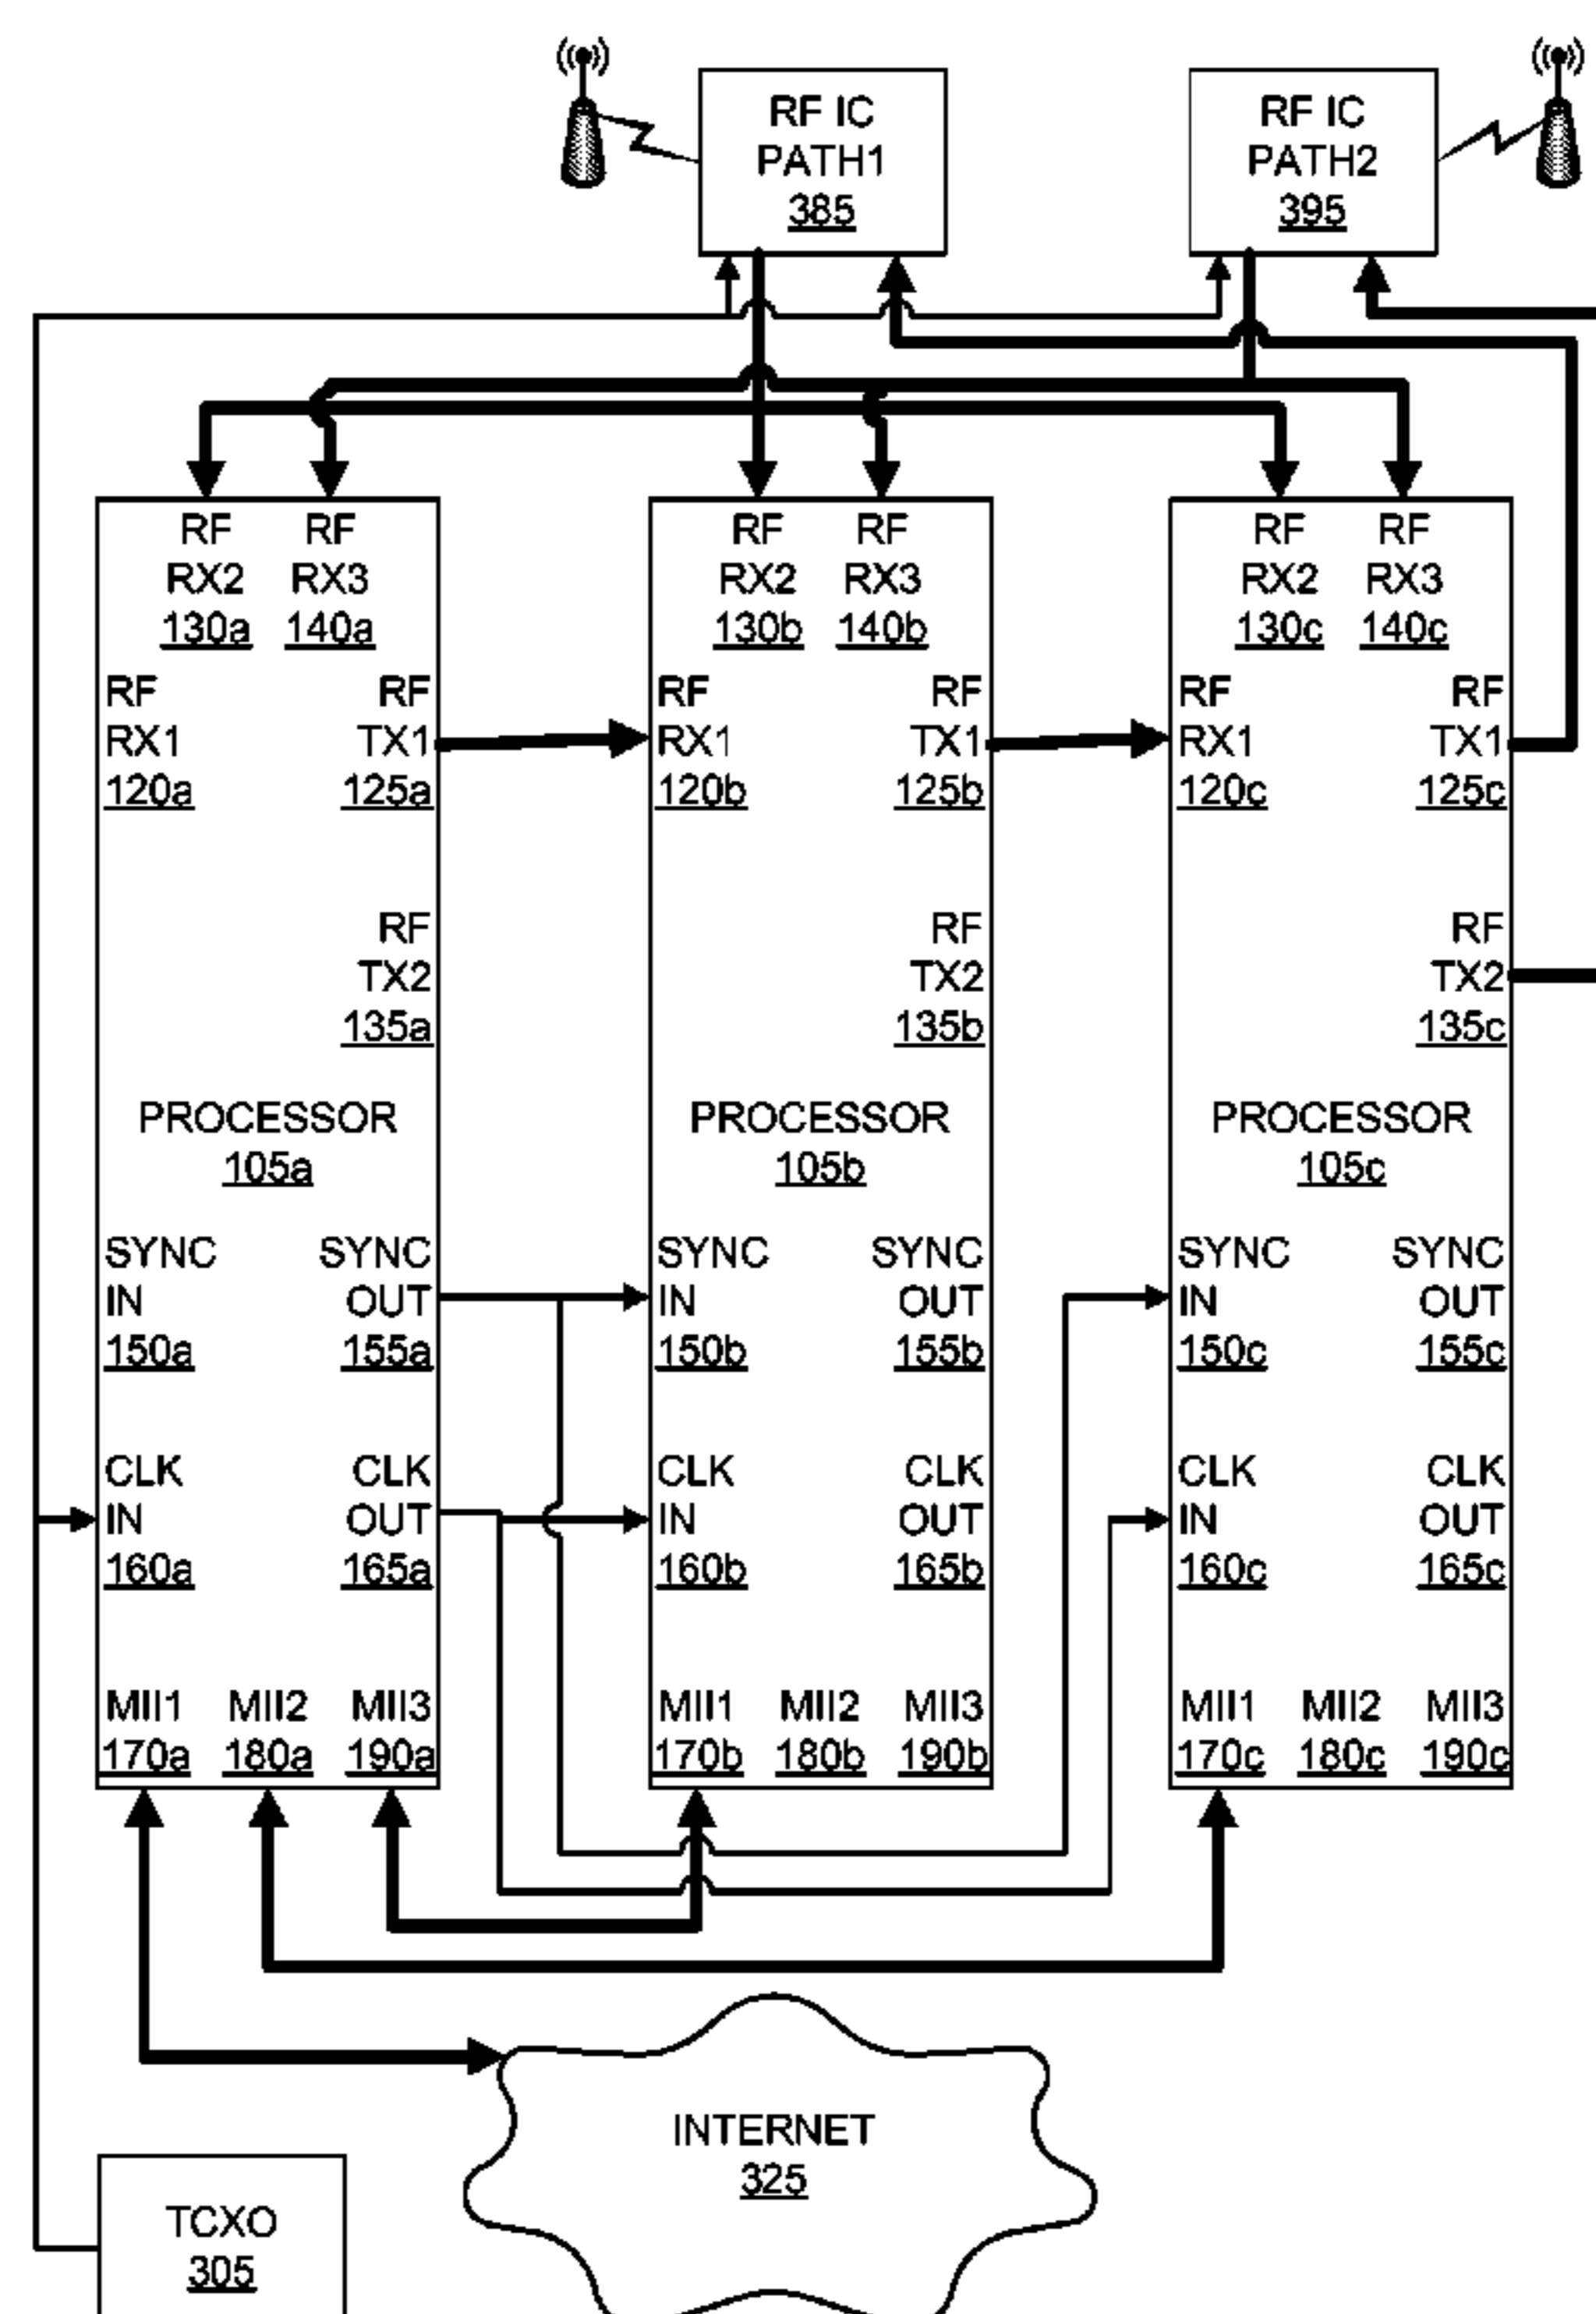 RF IC
PATH1
385
RF IC
PATH2
395
RF
RX2
130a
RF
RX3
140a
RF
RX1
120a
RF
TX1
125a
RF
TX2
135a
PROCESSOR
105a
SYNC
IN
150a
SYNC
OUT
155a
CLK
IN
160a
CLK
OUT
165a
MII1
170a
MII2
180a
MII3
190a
RF
RX2
130b
RF
RX3
140b
RF
RX1
120b
RF
TX1
125b
RF
TX2
135b
PROCESSOR
105b
SYNC
IN
150b
SYNC
OUT
155b
CLK
IN
160b
CLK
OUT
165b
MII1
170b
MII2
180b
MII3
190b
RF
RX2
130c
RF
RX3
140c
RF
RX1
120c
RF
TX1
125c
RF
TX2
135c
PROCESSOR
105c
SYNC
IN
150c
SYNC
OUT
155c
CLK
IN
160c
CLK
OUT
165c
MII1
170c
MII2
180c
MII3
190c
INTERNET
325
TCXO
305